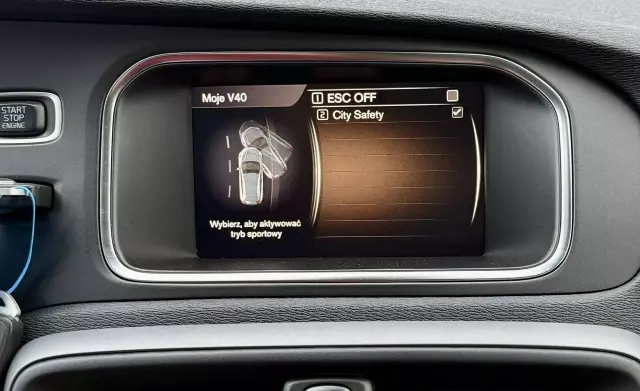 START
STOP
ENGINE
Moje V40
1 ESC OFF
2 City Safety
Wybierz, aby aktywować
tryb sportowy